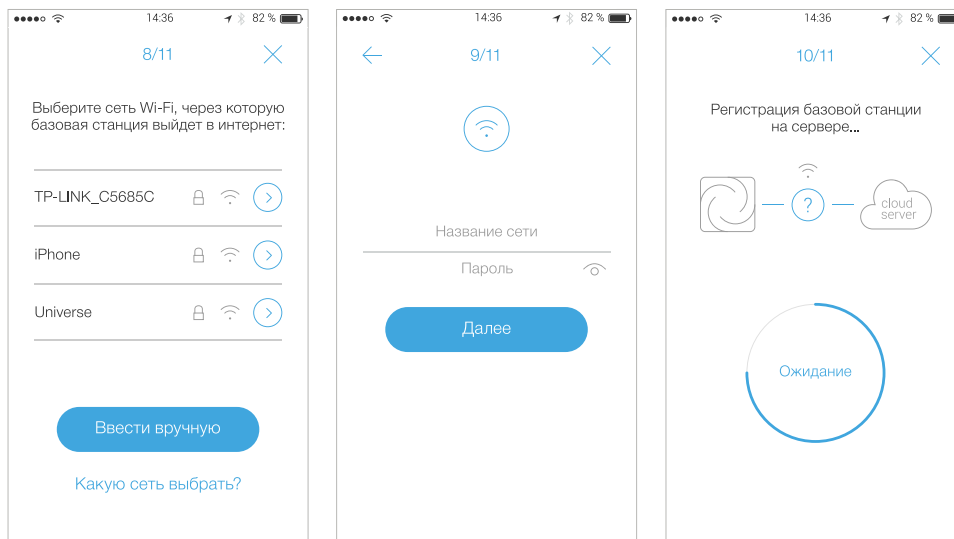 14:36
82 %
8/11
Выберите сеть Wi-Fi, через которую
базовая станция выйдет в интернет:
TP-LINK_C5685C
iPhone
Universe
Ввести вручную
Какую сеть выбрать?
14:36
82 %
9/11
Название сети
Пароль
Далее
14:36
82 %
10/11
Регистрация базовой станции
на сервере...
?
cloud
server
Ожидание